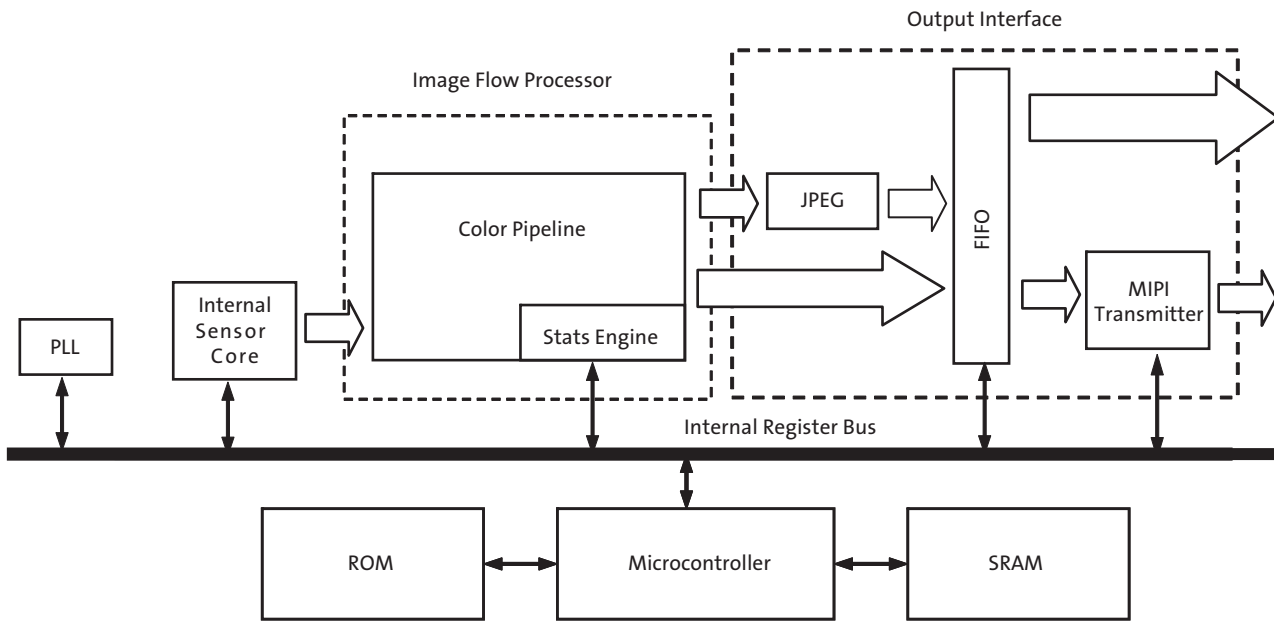 Output Interface
Image Flow Processor
JPEG
Color Pipeline
FIFO
Internal
Sensor
Core
MIPI
Transmitter
PLL
Stats Engine
Internal Register Bus
ROM
Microcontroller
SRAM